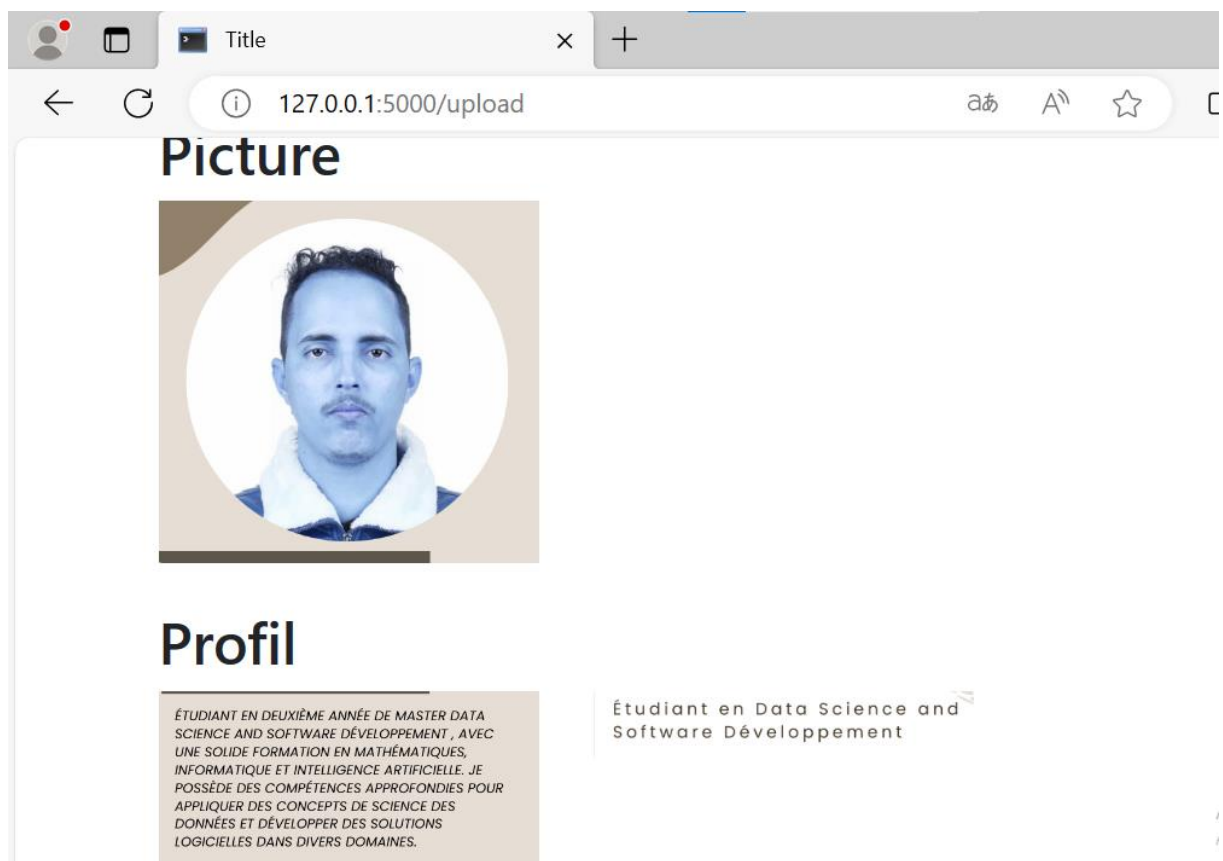 Title
127.0.0.1:5000/upload
Picture
Profil
ÉTUDIANT EN DEUXIÈME ANNÉE DE MASTER DATA
SCIENCE AND SOFTWARE DÉVELOPPEMENT , AVEC
UNE SOLIDE FORMATION EN MATHÉMATIQUES,
INFORMATIQUE ET INTELLIGENCE ARTIFICIELLE. JE
POSSÈDE DES COMPÉTENCES APPROFONDIES POUR
APPLIQUER DES CONCEPTS DE SCIENCE DES
DONNÉES ET DÉVELOPPER DES SOLUTIONS
LOGICIELLES DANS DIVERS DOMAINES.
Étudiant en Data Science and
Software Développement